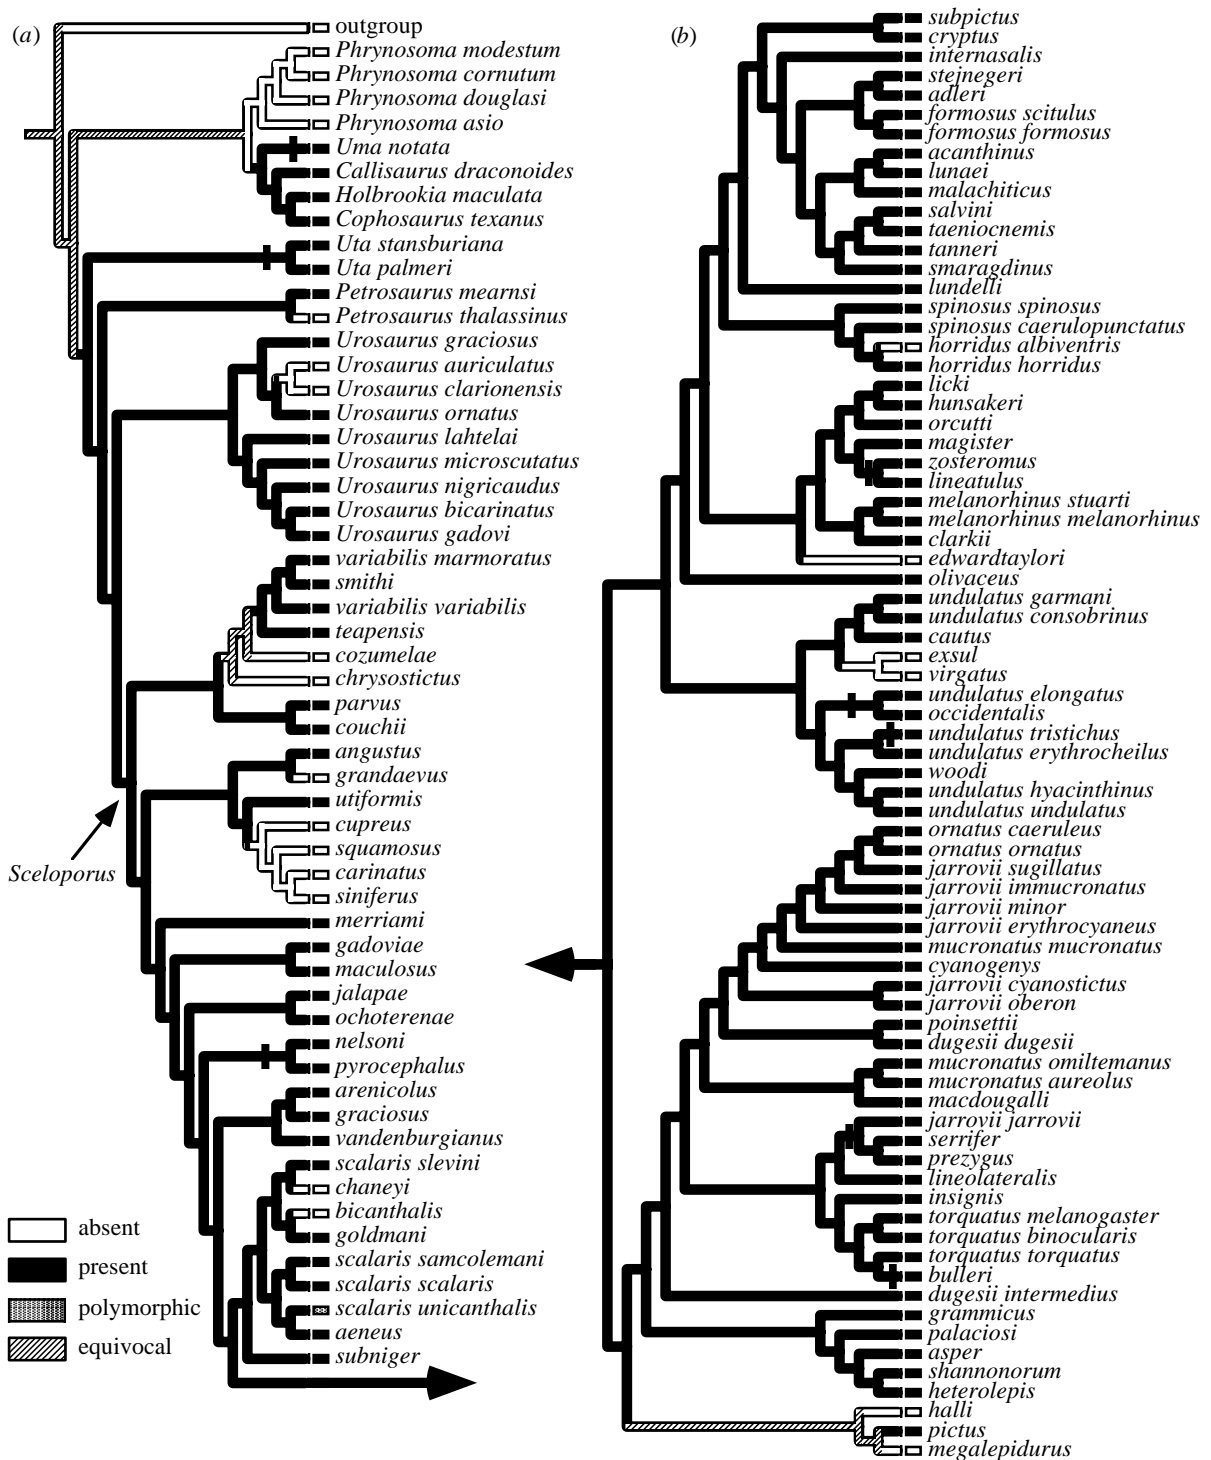 (a)
outgroup
Phrynosoma modestum
Phrynosoma cornutum
Phrynosoma douglasi
Phrynosoma asio
Uma notata
Callisaurus draconoides
Holbrookia maculata
Cophosaurus texanus
Uta stansburiana
Uta palmeri
Petrosaurus mearnsi
Petrosaurus thalassinus
Urosaurus graciosus
Urosaurus auriculatus
Urosaurus clarionensis
Urosaurus ornatus
Urosaurus lahtelai
Urosaurus microscutatus
Urosaurus nigricaudus
Urosaurus bicarinatus
Urosaurus gadovi
variabilis marmoratus
smithi
variabilis variabilis
teapensis
cozumelae
chrysostictus
parvus
couchii
angustus
grandaevus
utiformis
cupreus
squamosus
carinatus
siniferus
merriami
gadoviae
maculosus
jalapae
ochoterenae
nelsoni
pyrocephalus
arenicolus
graciosus
vandenburgianus
scalaris slevini
chaneyi
bicanthalis
goldmani
scalaris samcolemani
scalaris scalaris
scalaris unicanthalis
aeneus
subniger
Sceloporus
absent
present
polymorphic
equivocal
(b)
subpictus
cryptus
internasalis
stejnegeri
adleri
formosus scitulus
formosus formosus
acanthinus
lunaei
malachiticus
salvini
taeniocnemis
tanneri
smaragdinus
lundelli
spinosus spinosus
spinosus caerulopunctatus
horridus albiventris
horridus horridus
licki
hunsakeri
orcutti
magister
zosteromus
lineatulus
melanorhinus stuarti
melanorhinus melanorhinus
clarkii
edwardtaylori
olivaceus
undulatus garmani
undulatus consobrinus
cautus
exsul
virgatus
undulatus elongatus
occidentalis
undulatus tristichus
undulatus erythrocheilus
woodi
undulatus hyacinthinus
undulatus undulatus
ornatus caeruleus
ornatus ornatus
jarrovii sugillatus
jarrovii immucronatus
jarrovii minor
jarrovii erythrocyaneus
mucronatus mucronatus
cyanogenys
jarrovii cyanostictus
jarrovii oberon
poinsettii
dugesii dugesii
mucronatus omiltemanus
mucronatus aureolus
macdougalli
jarrovii jarrovii
serrifer
prezygus
lineolateralis
insignis
torquatus melanogaster
torquatus binocularis
torquatus torquatus
bulleri
dugesii intermedius
grammicus
palaciosi
asper
shannonorum
heterolepis
halli
pictus
megalepidurus